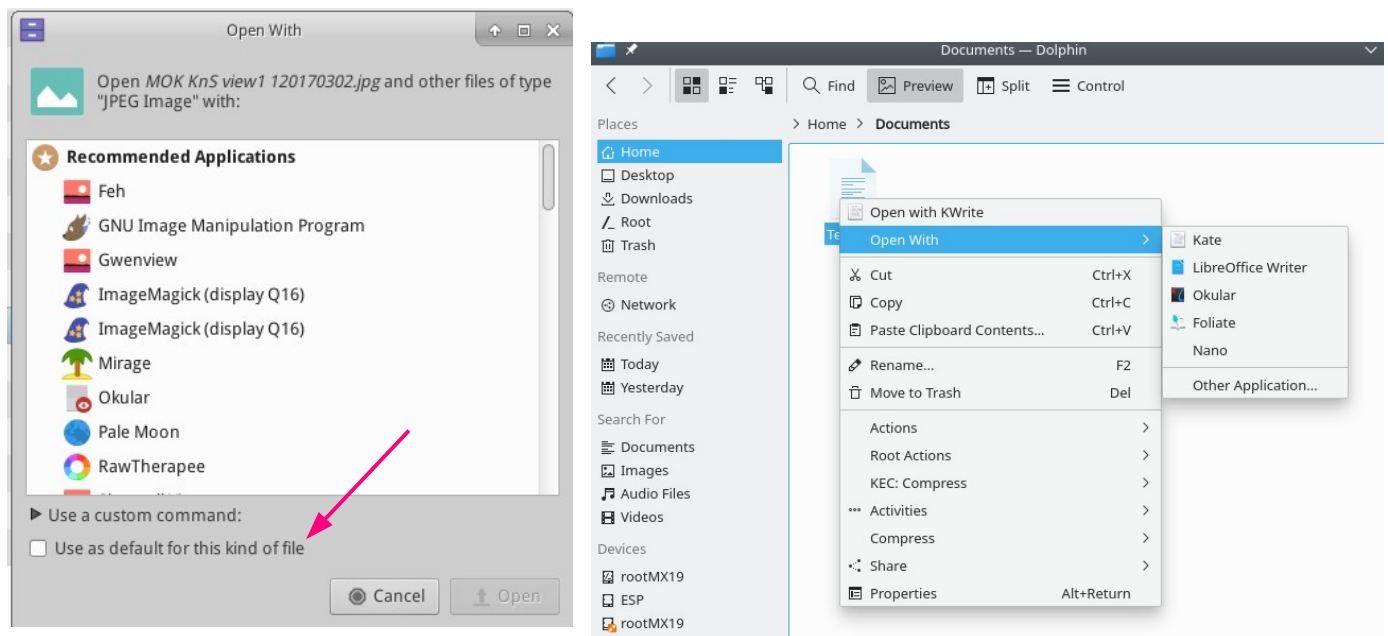 Open With
Open MOK KnS view1 120170302.jpg and other files of type
"JPEG Image" with:
Recommended Applications
Feh
GNU Image Manipulation Program
Gwenview
ImageMagick (display Q16)
ImageMagick (display Q16)
Mirage
Okular
Pale Moon
RawTherapee
Use a custom command:
Use as default for this kind of file
Cancel
Open
Documents — Dolphin
Find
Preview
Split
Control
Places
Home
Desktop
Downloads
Root
Trash
Remote
Network
Recently Saved
Today
Yesterday
Search For
Documents
Images
Audio Files
Videos
Devices
rootMX19
ESP
rootMX19
> Home > Documents
Te
Open with KWrite
Open With
Cut Ctrl+X
Copy Ctrl+C
Paste Clipboard Contents... Ctrl+V
Rename... F2
Move to Trash Del
Actions
Root Actions
KEC: Compress
Activities
Compress
Share
Properties Alt+Return
Kate
LibreOffice Writer
Okular
Foliate
Nano
Other Application...